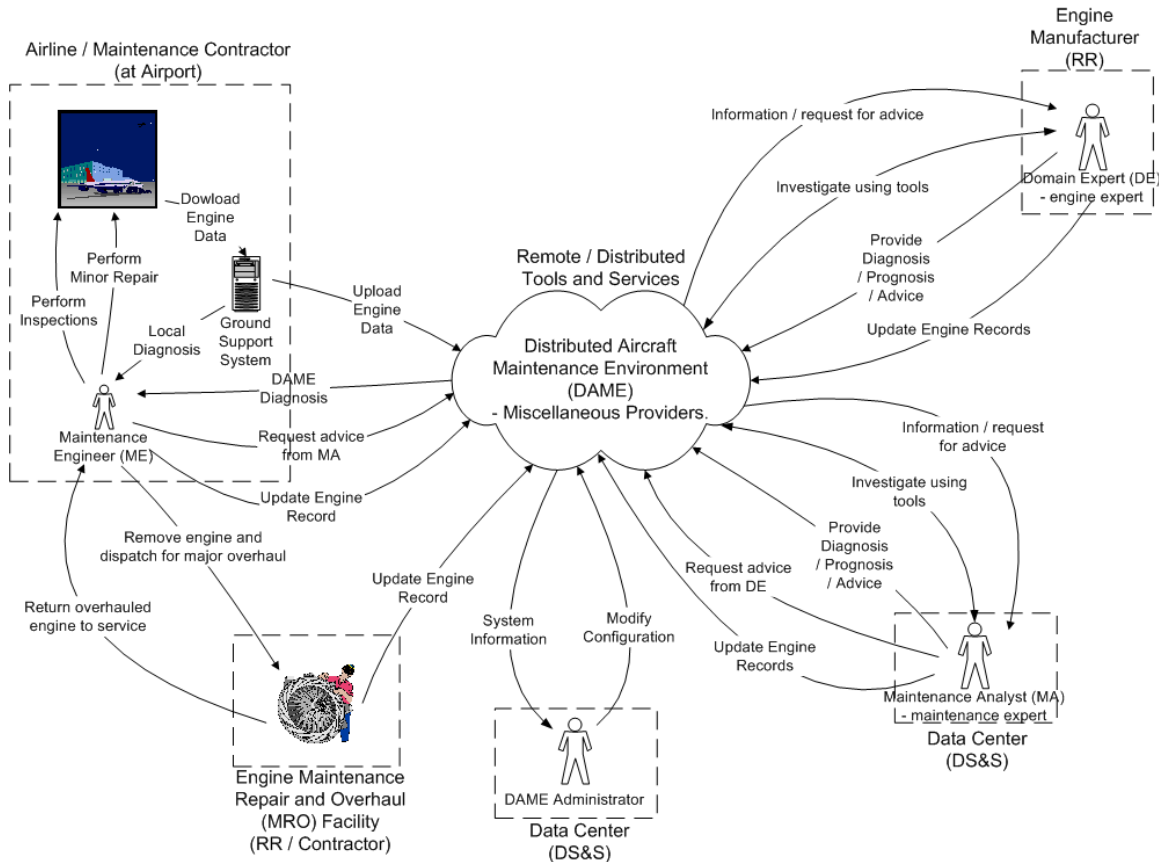 Airline / Maintenance Contractor
(at Airport)
Dowload
Engine
Data
Perform
Minor Repair
Perform
Inspections
Local
Diagnosis
Ground
Support
System
Upload
Engine
Data
DAME
Diagnosis
Maintenance
Engineer (ME)
Request advice
from MA
Update Engine
Record
Remove engine and
dispatch for major overhaul
Return overhauled
engine to service
Update Engine
Record
Engine Maintenance
Repair and Overhaul
(MRO) Facility
(RR / Contractor)
Remote / Distributed
Tools and Services
Distributed Aircraft
Maintenance Environment
(DAME)
- Miscellaneous Providers.
System
Information
Modify
Configuration
DAME Administrator
Data Center
(DS&S)
Engine
Manufacturer
(RR)
Information / request for advice
Investigate using tools
Domain Expert (DE)
- engine expert
Provide
Diagnosis
/ Prognosis
/ Advice
Update Engine Records
Information / request
for advice
Investigate using
tools
Provide
Diagnosis
/ Prognosis
/ Advice
Request advice
from DE
Update Engine
Records
Maintenance Analyst (MA)
- maintenance expert
Data Center
(DS&S)